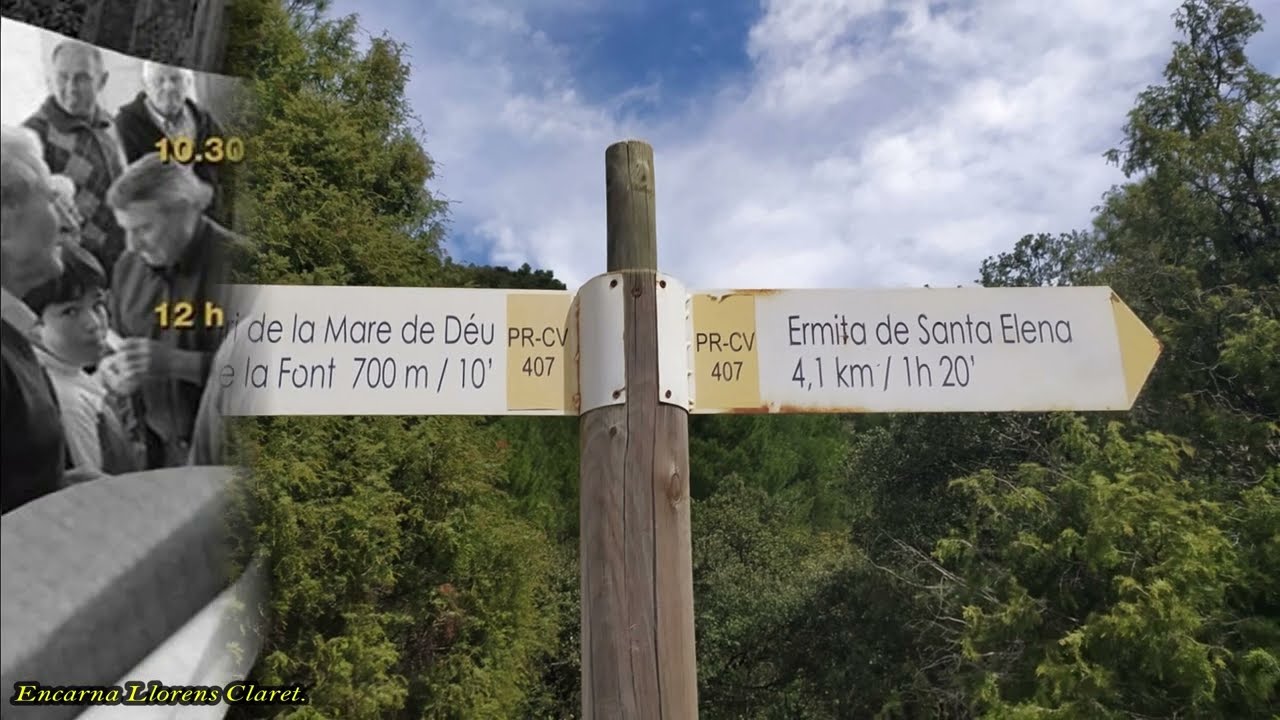 10.30
12 h
de la Mare de Déu
la Font 700 m / 10'
PR-CV
407
PR-CV
407
Ermita de Santa Elena
4,1 km / 1h 20'
Encarna Llorens Claret.